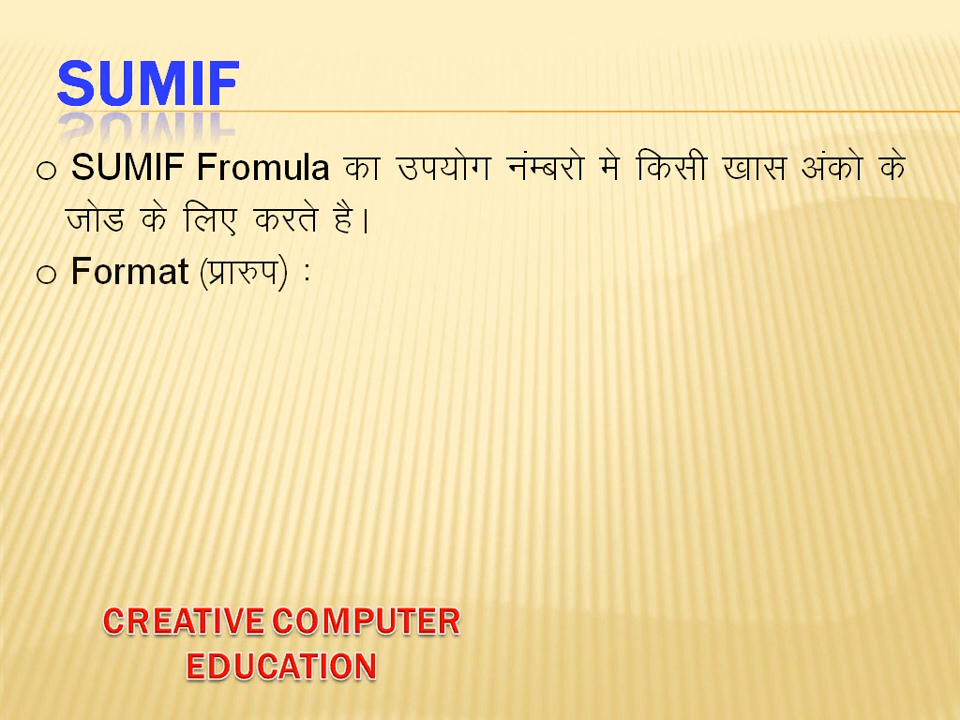 SUMIF
o SUMIF Fromula का उपयोग नंम्बरो मे किसी खास अंको के
जोड के लिए करते है।
o Format (प्रारुप) :
CREATIVE COMPUTER
EDUCATION